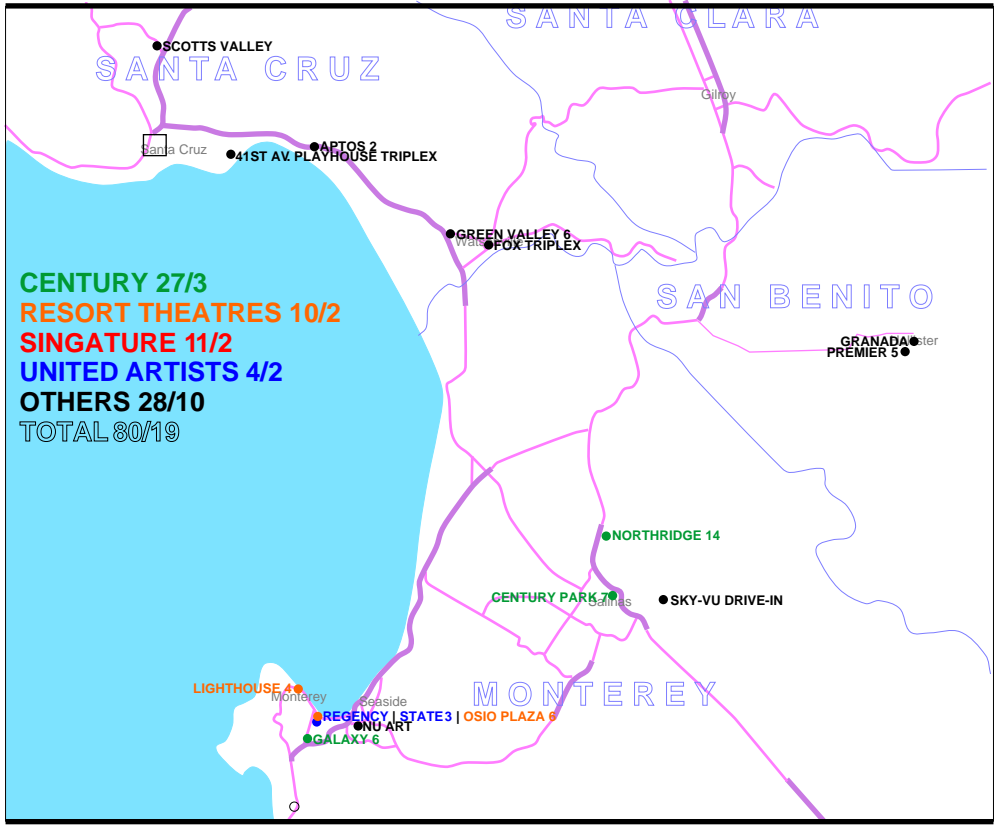 SANTA CLARA
SCOTTS VALLEY
SANTA CRUZ
Gilroy
Santa Cruz
APTOS 2
41ST AV. PLAYHOUSE TRIPLEX
GREEN VALLEY 6
FOX TRIPLEX
CENTURY 27/3
RESORT THEATRES 10/2
SINGATURE 11/2
UNITED ARTISTS 4/2
OTHERS 28/10
TOTAL 80/19
SAN BENITO
GRANADA
PREMIER 5
NORTHRIDGE 14
CENTURY PARK 7
Salinas
SKY-VU DRIVE-IN
LIGHTHOUSE 4
Monterey
Seaside
MONTEREY
REGENCY | STATE3 | OSIO PLAZA 6
NU ART
GALAXY 6